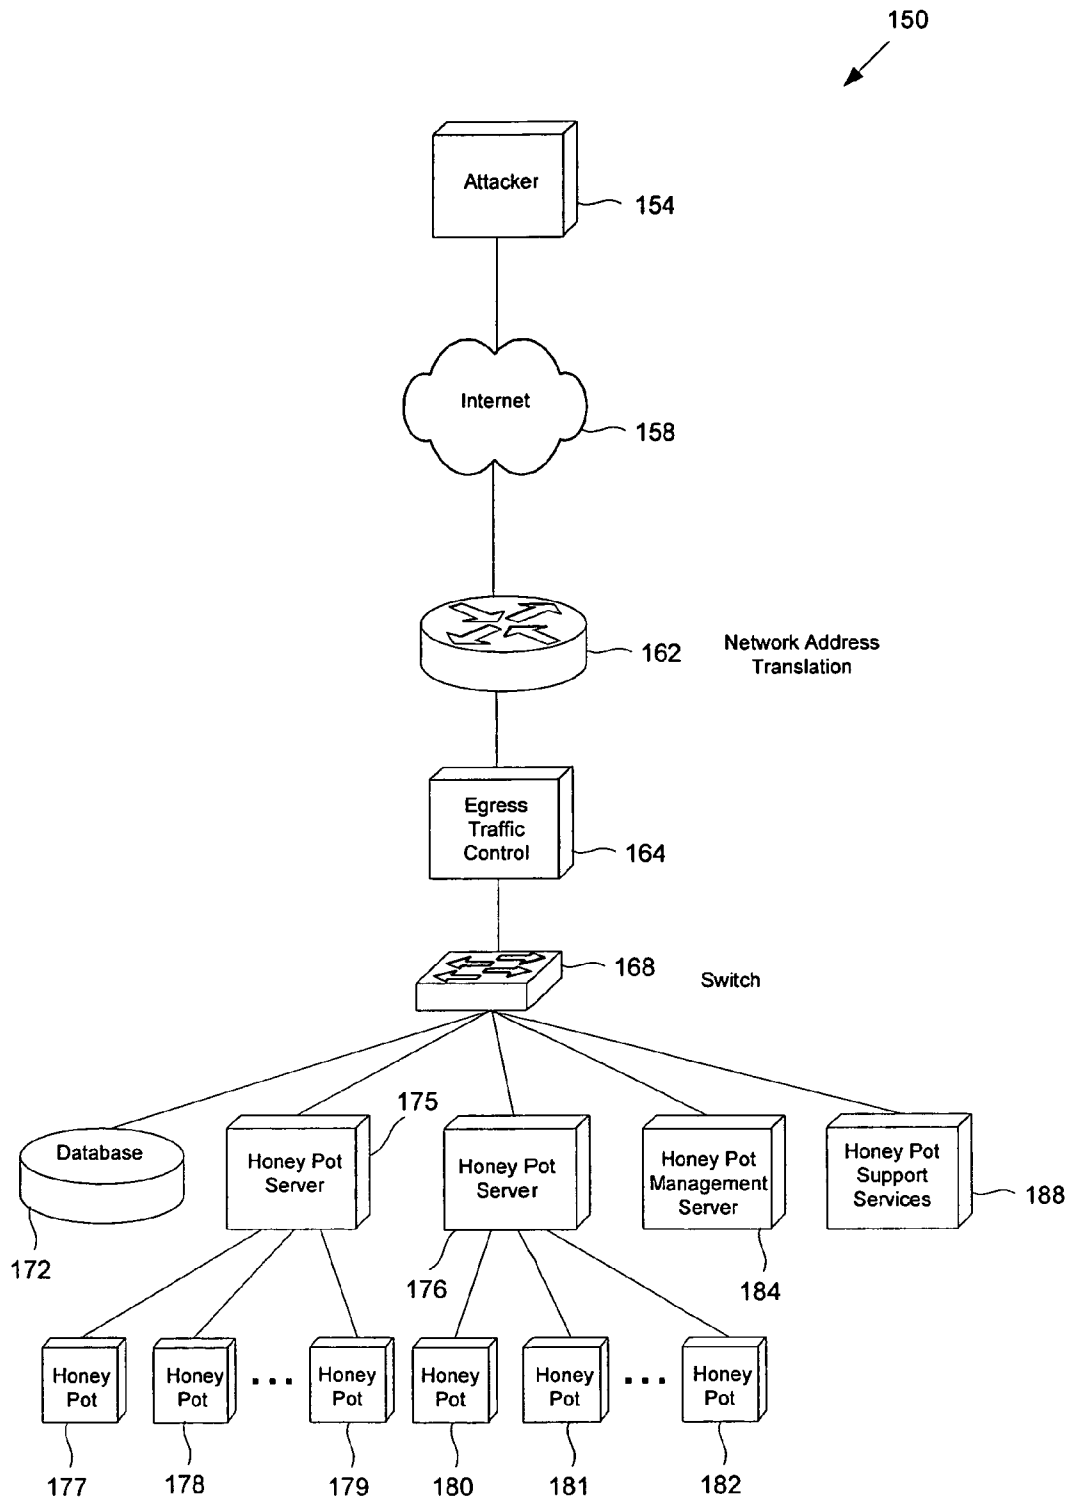 150
Attacker
154
Internet
158
162
Network Address
Translation
Egress
Traffic
Control
164
168
Switch
Database
172
Honey Pot
Server
175
Honey Pot
Server
176
Honey Pot
Management
Server
184
Honey Pot
Support
Services
188
Honey
Pot
177
Honey
Pot
178
...
Honey
Pot
179
Honey
Pot
180
Honey
Pot
181
...
Honey
Pot
182